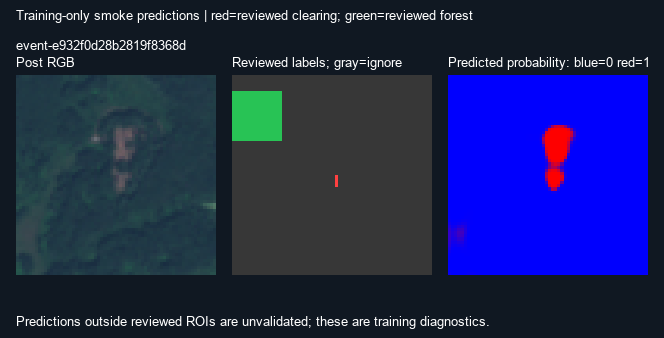 Training-only smoke predictions | red=reviewed clearing; green=reviewed forest
event-e932f0d28b2819f8368d
Post RGB
Reviewed labels; gray=ignore
Predicted probability: blue=0 red=1
Predictions outside reviewed ROIs are unvalidated; these are training diagnostics.